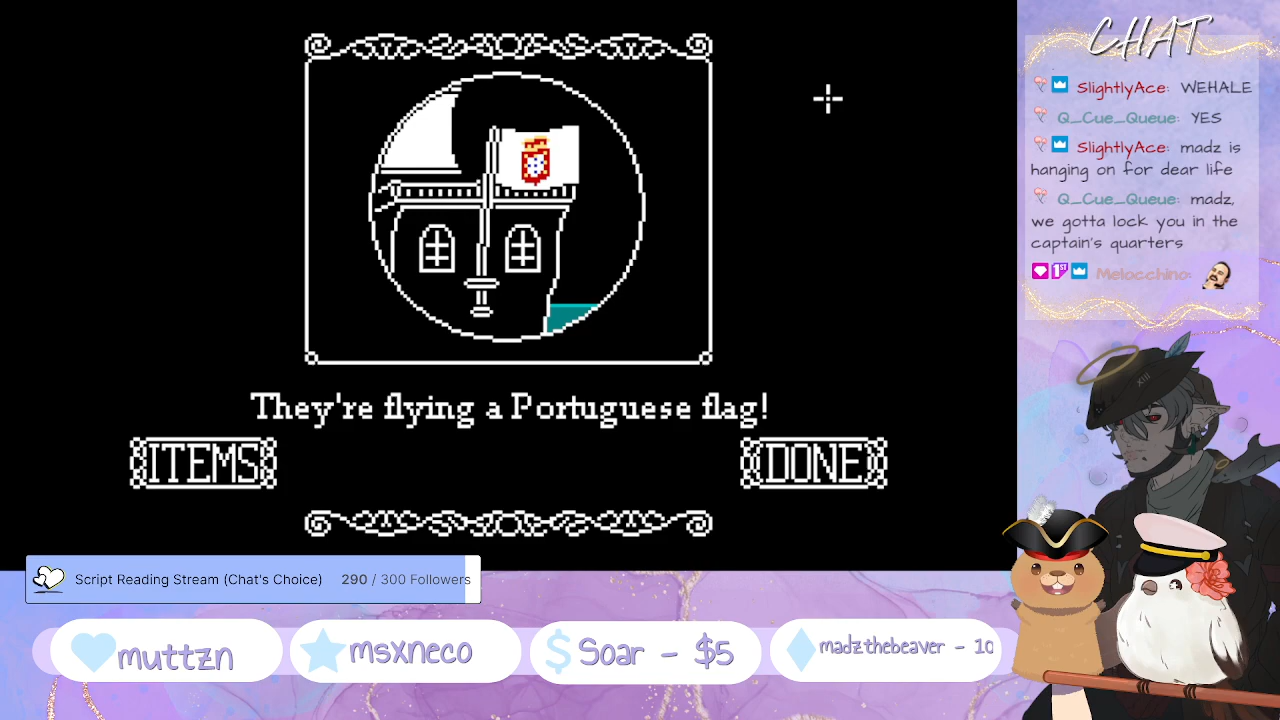 CHAT
SlightlyAce: WEHALE
Q_Cue_Queue: YES
SlightlyAce: madz is
hanging on for dear life
Q_Cue_Queue: madz,
we gotta lock you in the
captain's quarters
1ST Melocchino:
XIII
They're flying a Portuguese flag!
ITEMS
DONE
Script Reading Stream (Chat's Choice) 290 / 300 Followers
muttzn
msxneco
$ Soar - $5
madzthebeaver - 10